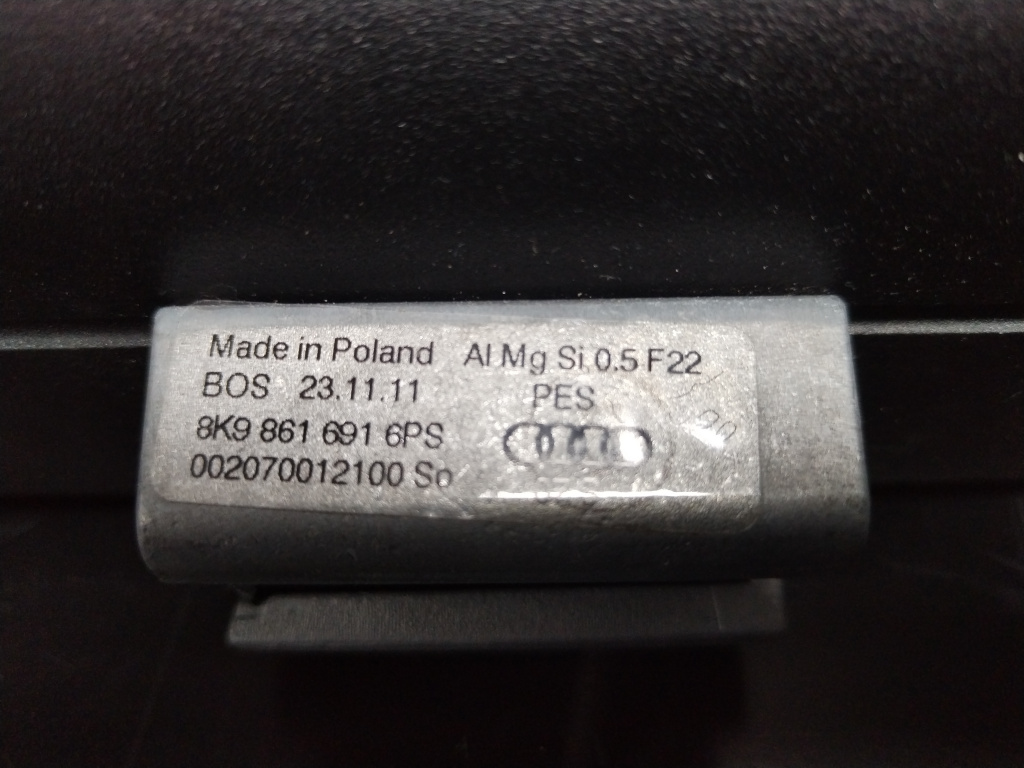 Made in Poland Al Mg Si 0.5 F22
BOS 23.11.11 PES
8K9 861 691 6PS
002070012100 So